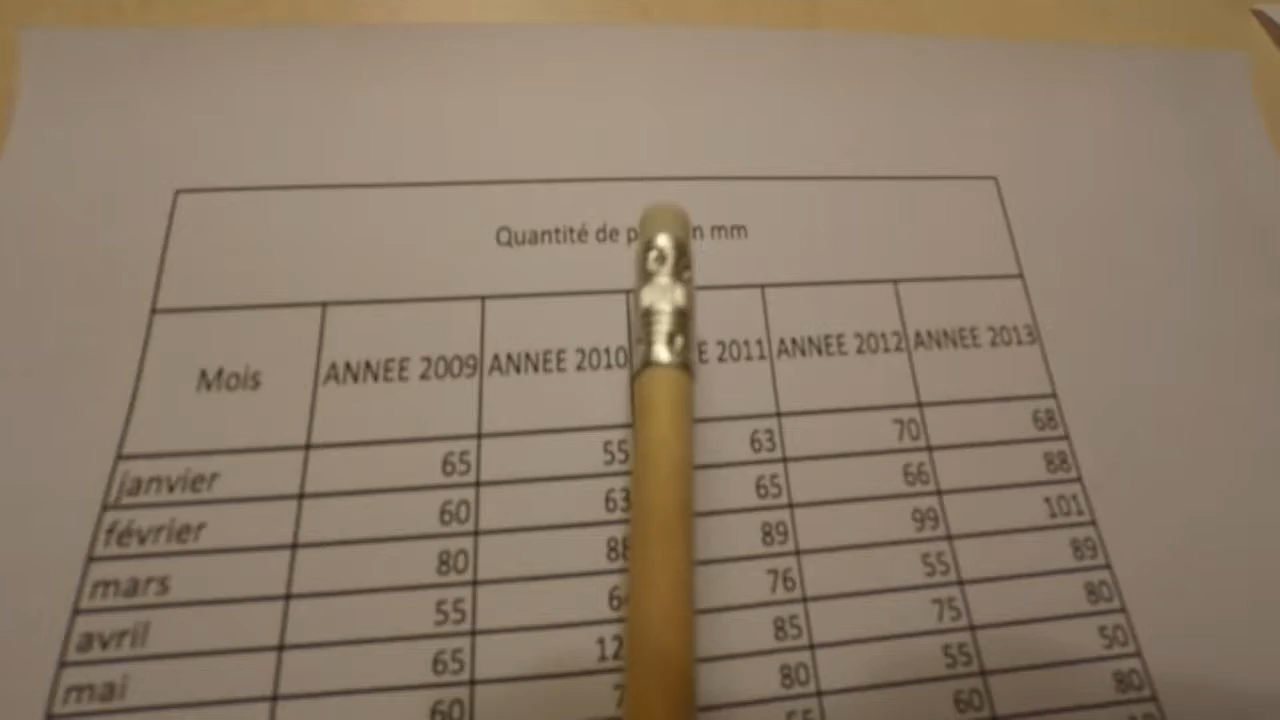 Quantité de mm
Mois ANNEE 2009 ANNEE 2010 2011 ANNEE 2012 ANNEE 2013
janvier 65 55 63 70 68
février 60 63 65 66 88
mars 80 89 99 101
avril 55 76 55 89
mai 65 85 75 80
60 80 55 50
60 80